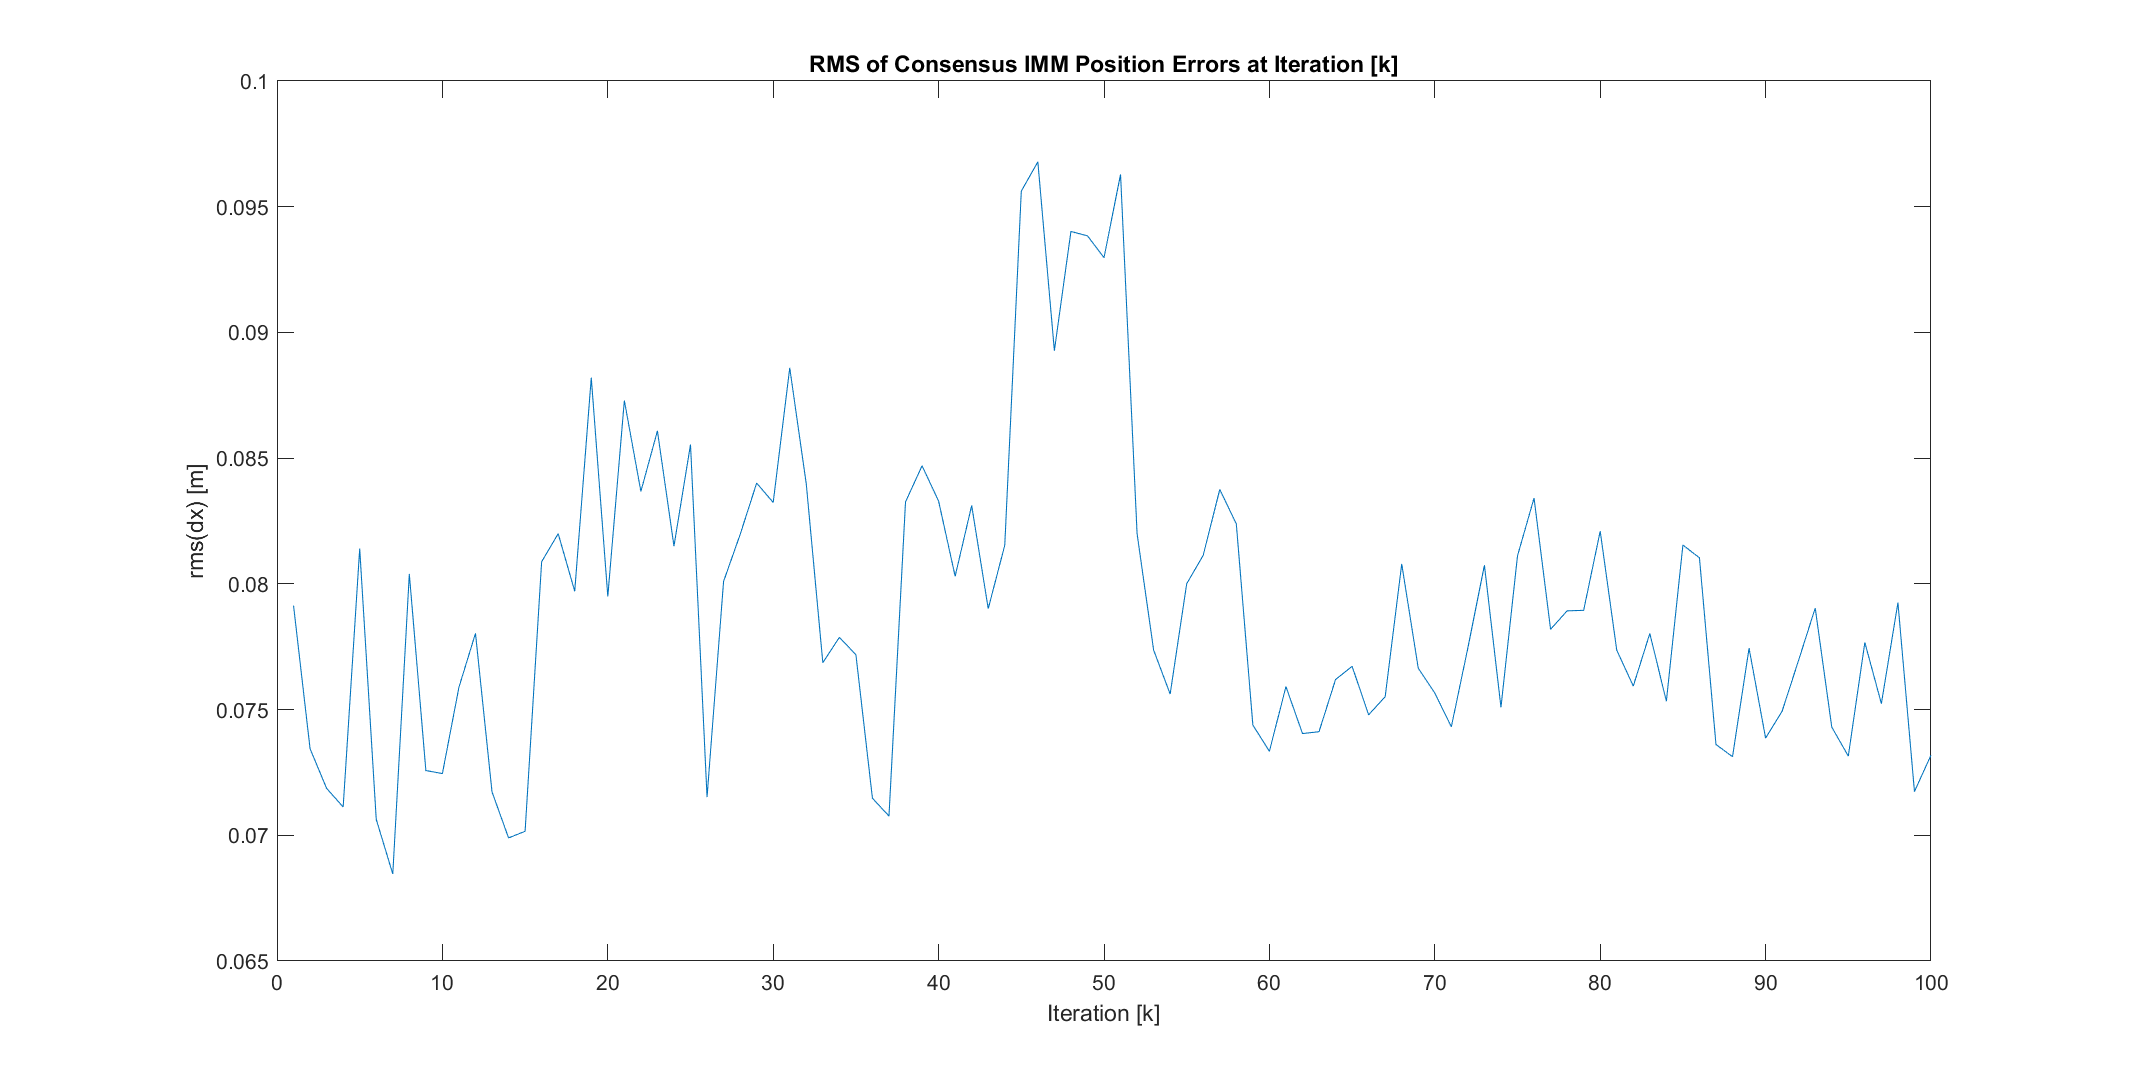 RMS of Consensus IMM Position Errors at Iteration [k]
0.1
0.095
0.09
0.085
0.08
0.075
0.07
0.065
rms(dx) [m]
0 10 20 30 40 50 60 70 80 90 100
Iteration [k]